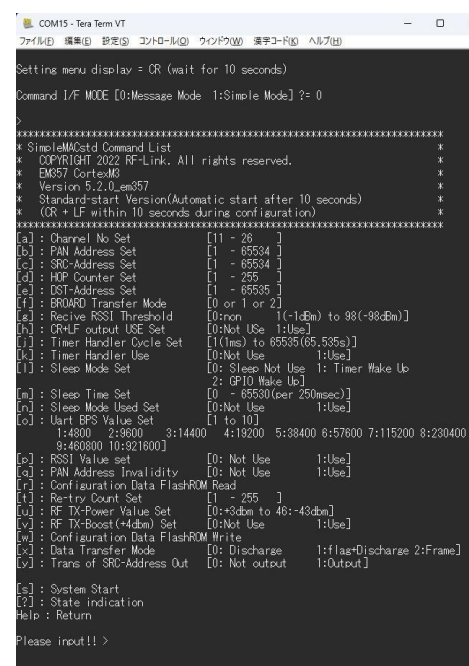 COM15 - Tera Term VT
ファイル(F) 編集(E) 設定(S) コントロール(O) ウィンドウ(W) 漢字コード(K) ヘルプ(H)
Setting menu display = CR (wait for 10 seconds)
Command I/F MODE [0:Message Mode 1:Simple Mode] ?= 0
>
****************************************************************
* SimpleMACstd Command List *
* COPYRIGHT 2022 RF-Link. All rights reserved. *
* EM357 CortexM3 *
* Version 5.2.0_em357 *
* Standard-start Version(Automatic start after 10 seconds) *
* (CR + LF within 10 seconds during configuration) *
****************************************************************
[a] : Channel No Set [11 - 26 ]
[b] : PAN Address Set [1 - 65534 ]
[c] : SRC-Address Set [1 - 65534 ]
[d] : HOP Counter Set [1 - 255 ]
[e] : DST-Address Set [1 - 65535 ]
[f] : BROARD Transfer Mode [0 or 1 or 2]
[g] : Recive RSSI Threshold [0:non 1(-1dBm) to 98(-98dBm)]
[h] : CR+LF output USE Set [0:Not Use 1:Use]
[j] : Timer Handler Cycle Set [1(1ms) to 65535(65.535s)]
[k] : Timer Handler Use [0:Not Use 1:Use]
[l] : Sleep Mode Set [0: Sleep Not Use 1: Timer Wake Up
2: GPIO Wake Up]
[m] : Sleep Time Set [0 - 65530(per 250msec)]
[n] : Sleep Mode Used Set [0:Not Use 1:Use]
[o] : Uart BPS Value Set [1 to 10]
1:4800 2:9600 3:14400 4:19200 5:38400 6:57600 7:115200 8:230400
9:460800 10:921600]
[p] : RSSI Value set [0: Not Use 1:Use]
[q] : PAN Address Invalidity [0: Not Use 1:Use]
[r] : Configuration Data FlashROM Read
[t] : Re-try Count Set [1 - 255 ]
[u] : RF TX-Power Value Set [0:+3dbm to 46:-43dbm]
[v] : RF TX-Boost(+4dbm) Set [0:Not Use 1:Use]
[w] : Configuration Data FlashROM Write
[x] : Data Transfer Mode [0: Discharge 1:flag+Discharge 2:Frame]
[y] : Trans of SRC-Address Out [0: Not output 1:Output]
[s] : System Start
[?] : State indication
Help : Return
Please input!! >